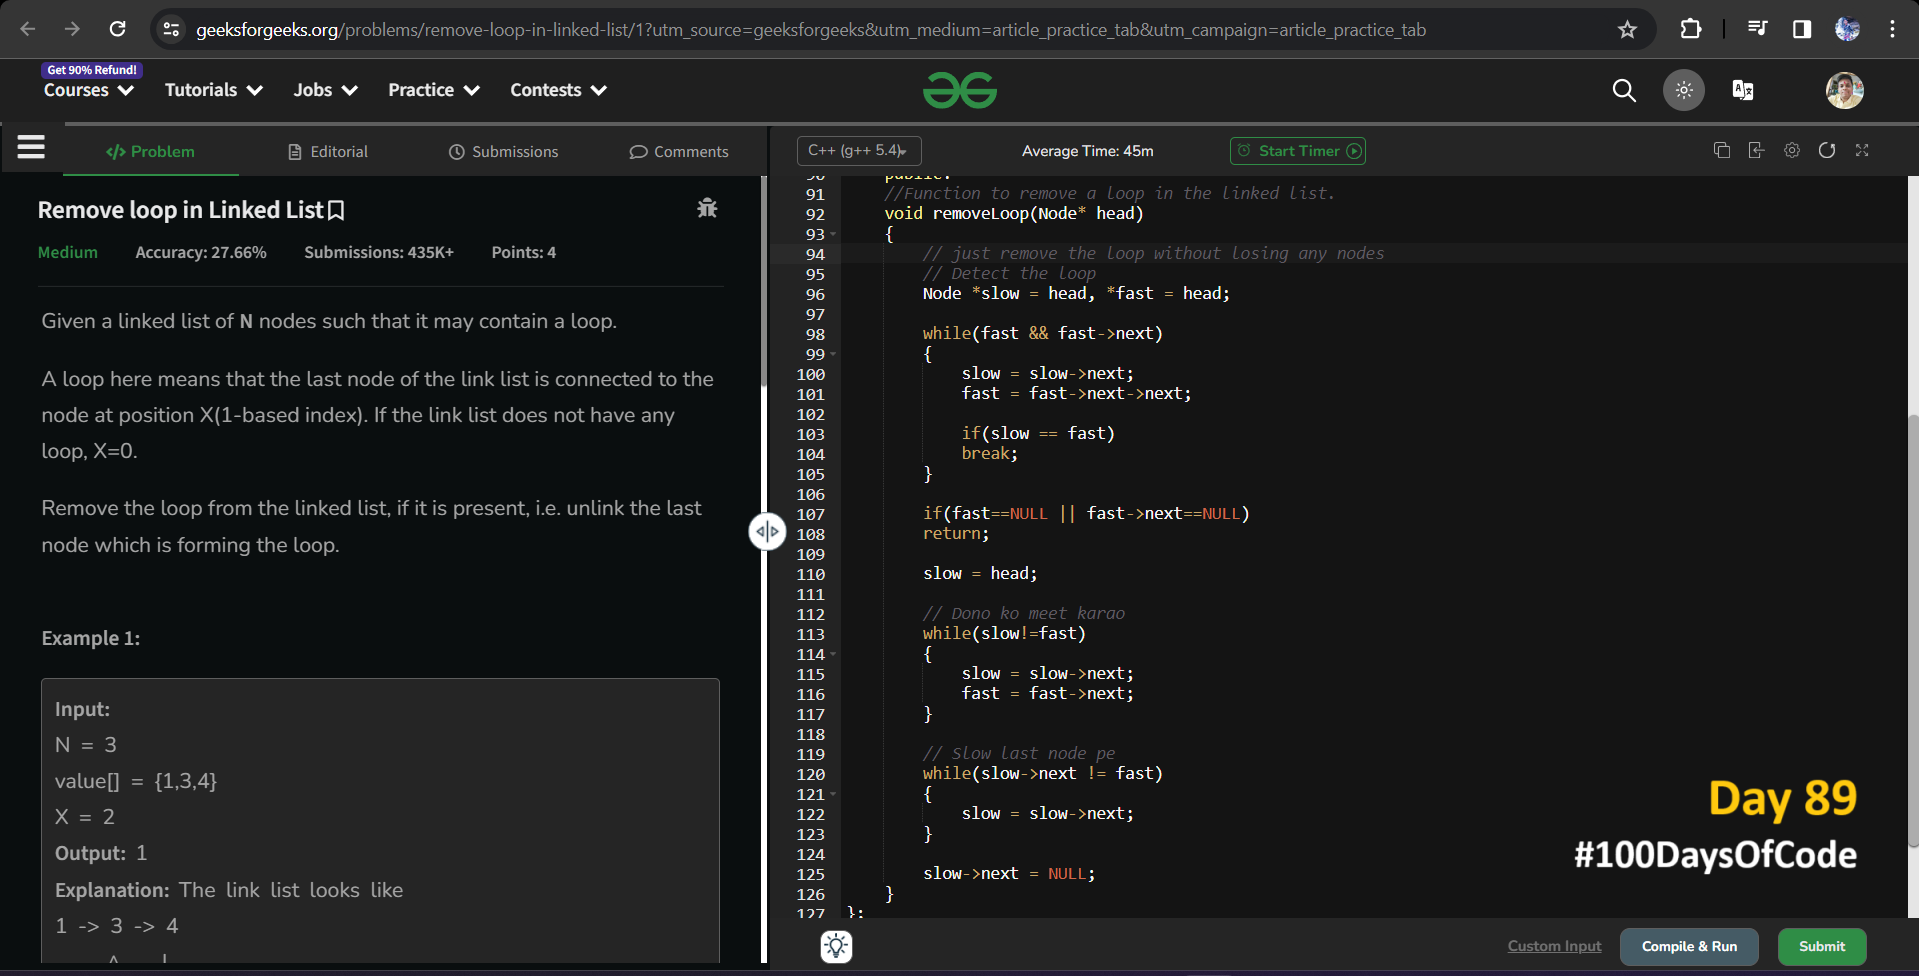 geeksforgeeks.org/problems/remove-loop-in-linked-list/1?utm_source=geeksforgeeks&utm_medium=article_practice_tab&utm_campaign=article_practice_tab
Get 90% Refund!
Courses Tutorials Jobs Practice Contests
</> Problem Editorial Submissions Comments
Remove loop in Linked List
Medium Accuracy: 27.66% Submissions: 435K+ Points: 4
Given a linked list of N nodes such that it may contain a loop.
A loop here means that the last node of the link list is connected to the
node at position X(1-based index). If the link list does not have any
loop, X=0.
Remove the loop from the linked list, if it is present, i.e. unlink the last
node which is forming the loop.
Example 1:
Input:
N = 3
value[] = {1,3,4}
X = 2
Output: 1
Explanation: The link list looks like
1 -> 3 -> 4
^ |
C++ (g++ 5.4) Average Time: 45m Start Timer
90 public:
91 //Function to remove a loop in the linked list.
92 void removeLoop(Node* head)
93 {
94 // just remove the loop without losing any nodes
95 // Detect the loop
96 Node *slow = head, *fast = head;
97
98 while(fast && fast->next)
99 {
100 slow = slow->next;
101 fast = fast->next->next;
102
103 if(slow == fast)
104 break;
105 }
106
107 if(fast==NULL || fast->next==NULL)
108 return;
109
110 slow = head;
111
112 // Dono ko meet karao
113 while(slow!=fast)
114 {
115 slow = slow->next;
116 fast = fast->next;
117 }
118
119 // Slow last node pe
120 while(slow->next != fast)
121 {
122 slow = slow->next;
123 }
124
125 slow->next = NULL;
126 }
127 };
Day 89
#100DaysOfCode
Custom Input Compile & Run Submit